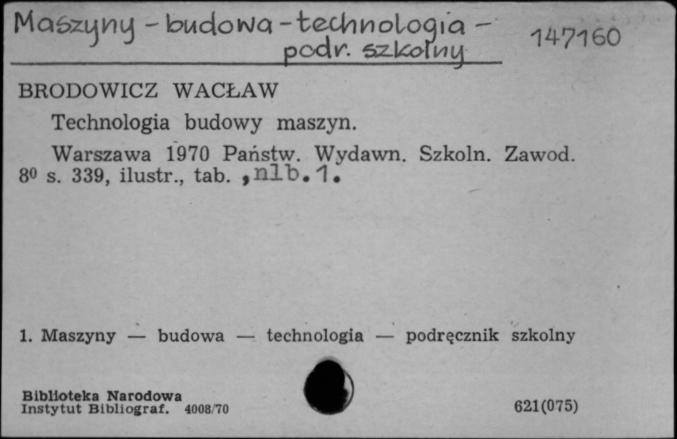 Maszyny - budowa - technologia -
podr. szkolny
147160
BRODOWICZ WACŁAW
Technologia budowy maszyn.
Warszawa 1970 Państw. Wydawn. Szkoln. Zawod.
8⁰ s. 339, ilustr., tab. , nlb. 1.
1. Maszyny — budowa — technologia — podręcznik szkolny
Biblioteka Narodowa
Instytut Bibliograf. 4008/70
621(075)